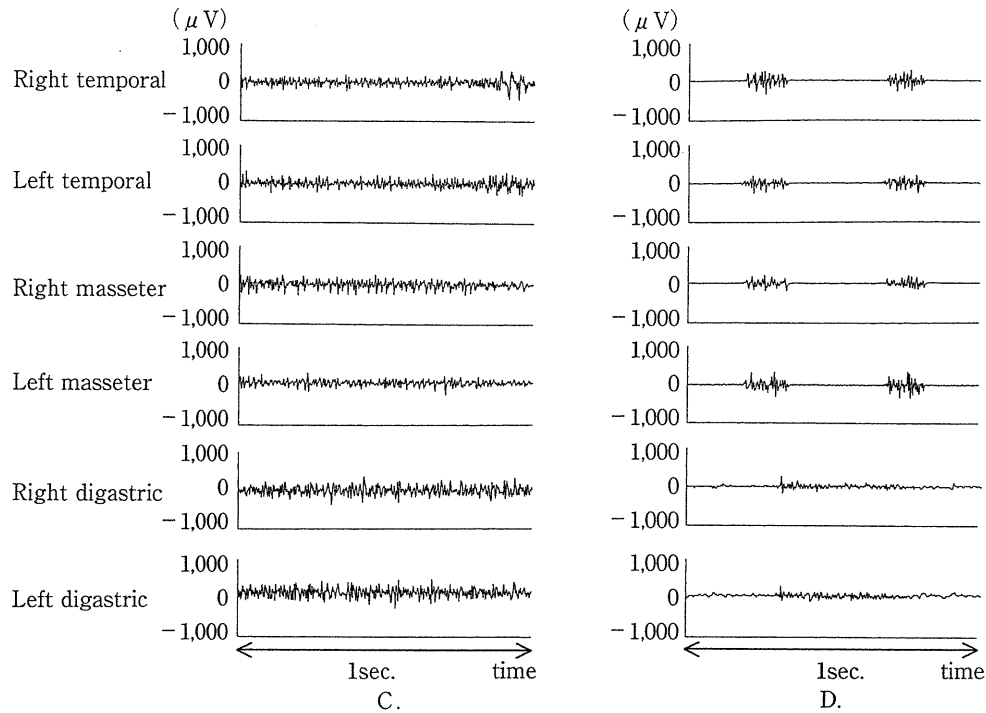 (μV) (μV)
1,000 1,000
Right temporal 0 0
−1,000 −1,000
1,000 1,000
Left temporal 0 0
−1,000 −1,000
1,000 1,000
Right masseter 0 0
−1,000 −1,000
1,000 1,000
Left masseter 0 0
−1,000 −1,000
1,000 1,000
Right digastric 0 0
−1,000 −1,000
1,000 1,000
Left digastric 0 0
−1,000 −1,000
1sec. time 1sec. time
C. D.